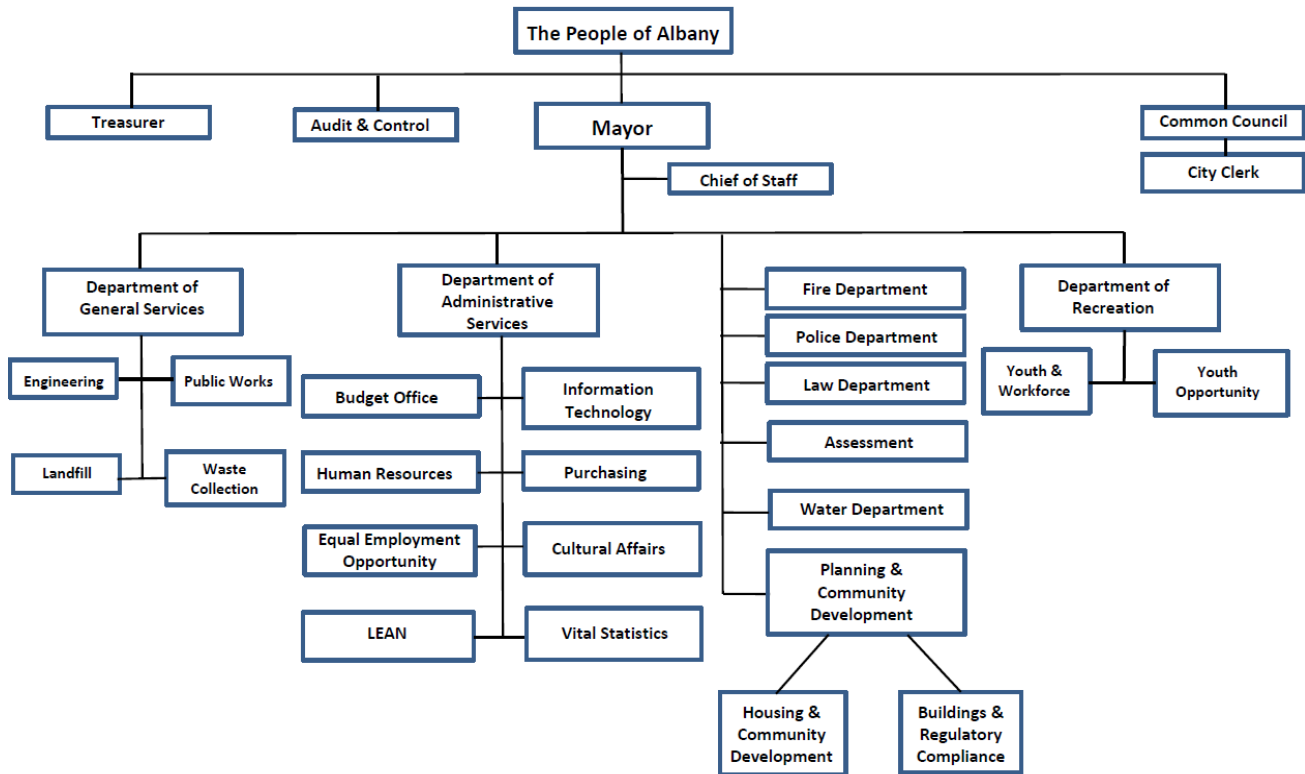 The People of Albany
Treasurer
Audit & Control
Mayor
Common Council
City Clerk
Chief of Staff
Department of
General Services
Department of
Administrative
Services
Fire Department
Department of
Recreation
Police Department
Engineering
Public Works
Law Department
Youth &
Workforce
Youth
Opportunity
Budget Office
Information
Technology
Assessment
Landfill
Waste
Collection
Human Resources
Purchasing
Water Department
Equal Employment
Opportunity
Cultural Affairs
Planning &
Community
Development
LEAN
Vital Statistics
Housing &
Community
Development
Buildings &
Regulatory
Compliance